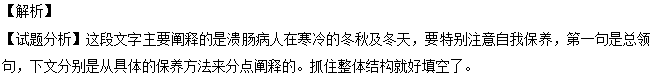 【解析】
【试题分析】这段文字主要阐释的是溃肠病人在寒冷的冬秋及冬天，要特别注意自我保养，第一句是总领
句，下文分别是从具体的保养方法来分点阐释的。抓住整体结构就好填空了。